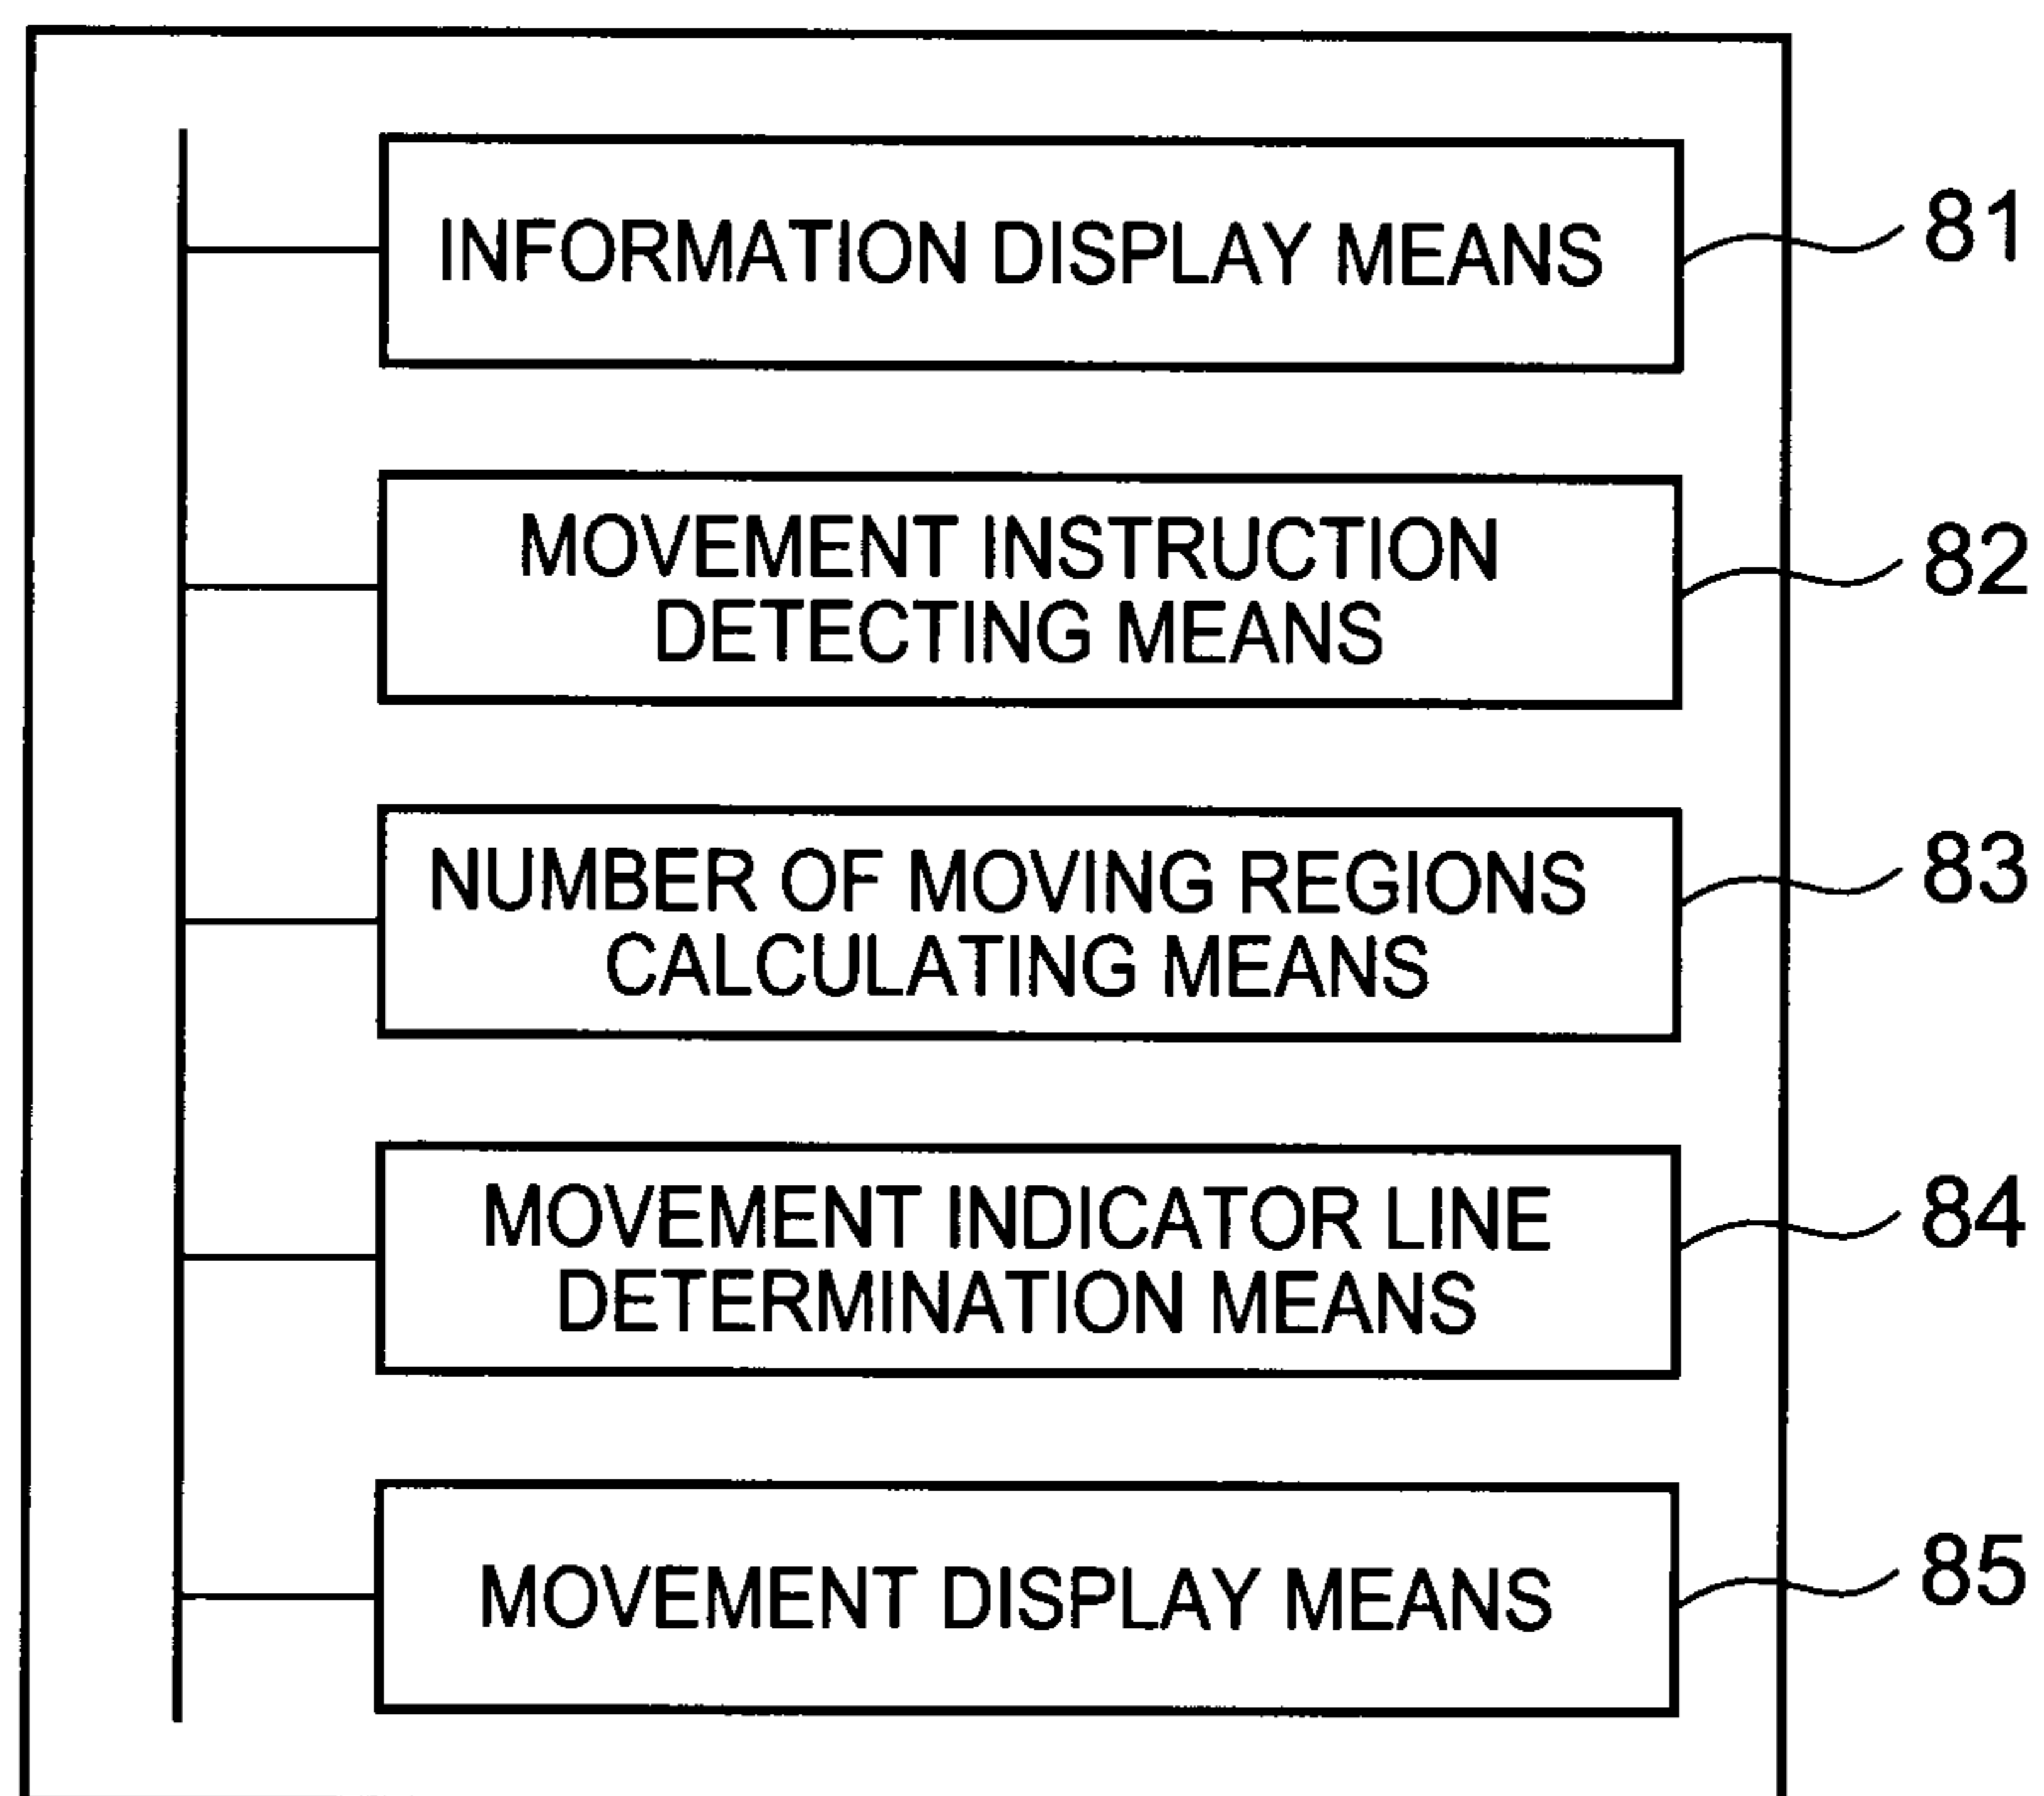 INFORMATION DISPLAY MEANS
81
MOVEMENT INSTRUCTION
DETECTING MEANS
82
NUMBER OF MOVING REGIONS
CALCULATING MEANS
83
MOVEMENT INDICATOR LINE
DETERMINATION MEANS
84
MOVEMENT DISPLAY MEANS
85